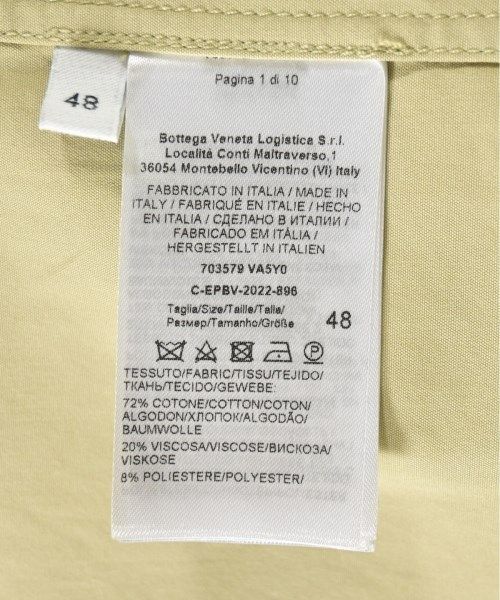 48
Pagina 1 di 10
Bottega Veneta Logistica S.r.l.
Località Conti Maltraverso,1
36054 Montebello Vicentino (VI) Italy
FABBRICATO IN ITALIA / MADE IN
ITALY / FABRIQUÉ EN ITALIE / HECHO
EN ITALIA / СДЕЛАНО В ИТАЛИИ /
FABRICADO EM ITÀLIA /
HERGESTELLT IN ITALIEN
703579 VA5Y0
C-EPBV-2022-896
Taglia/Size/Taille/Talla/
Размер/Tamanho/Größe 48
TESSUTO/FABRIC/TISSU/TEJIDO/
ТКАНЬ/TECIDO/GEWEBE:
72% COTONE/COTTON/COTON/
ALGODON/ХЛОПОК/ALGODÃO/
BAUMWOLLE
20% VISCOSA/VISCOSE/ВИСКОЗА/
VISKOSE
8% POLIESTERE/POLYESTER/